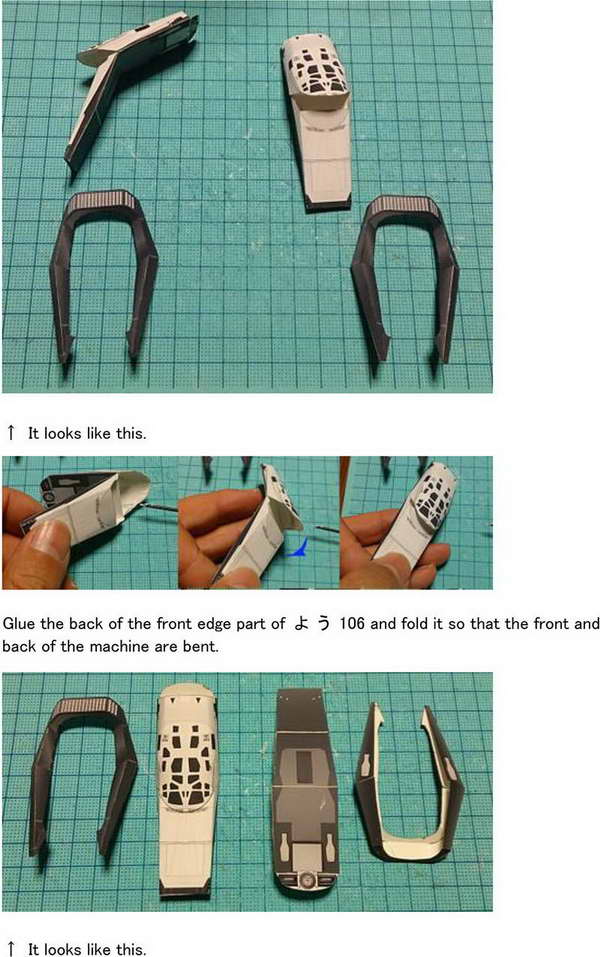 ↑ It looks like this.
Glue the back of the front edge part of よう 106 and fold it so that the front and
back of the machine are bent.
↑ It looks like this.